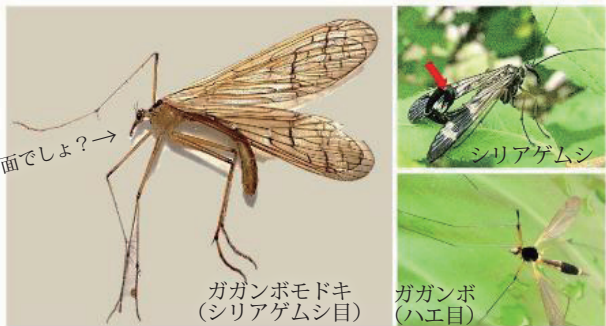 面でしょ？→
ガガンボモドキ
（シリアゲムシ目）
シリアゲムシ
ガガンボ
（ハエ目）